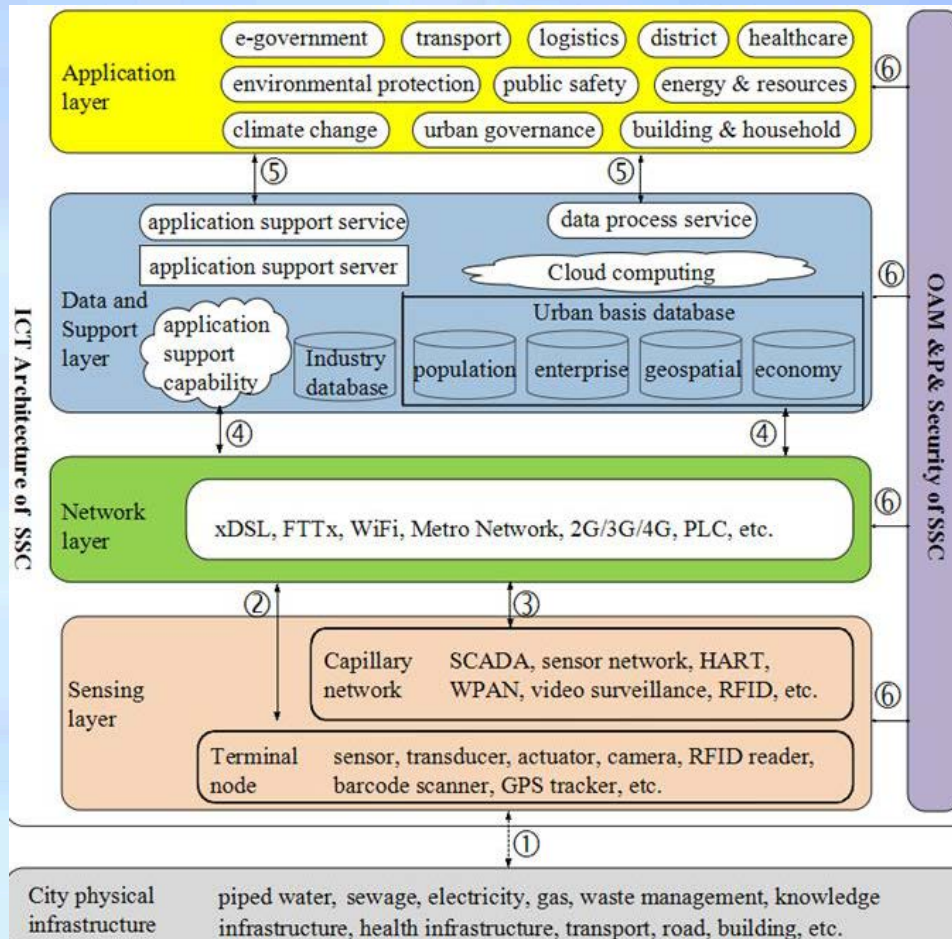 ICT Architecture of SSC
Application
layer
e-government
transport
logistics
district
healthcare
environmental protection
public safety
energy & resources
climate change
urban governance
building & household
⑥
⑤
⑤
Data and
Support
layer
application support service
data process service
application support server
Cloud computing
application
support
capability
Industry
database
Urban basis database
population
enterprise
geospatial
economy
⑥
④
④
Network
layer
xDSL, FTTx, WiFi, Metro Network, 2G/3G/4G, PLC, etc.
⑥
②
③
Sensing
layer
Capillary
network
SCADA, sensor network, HART,
WPAN, video surveillance, RFID, etc.
Terminal
node
sensor, transducer, actuator, camera, RFID reader,
barcode scanner, GPS tracker, etc.
⑥
OAM &P& Security of SSC
①
City physical
infrastructure
piped water, sewage, electricity, gas, waste management, knowledge
infrastructure, health infrastructure, transport, road, building, etc.